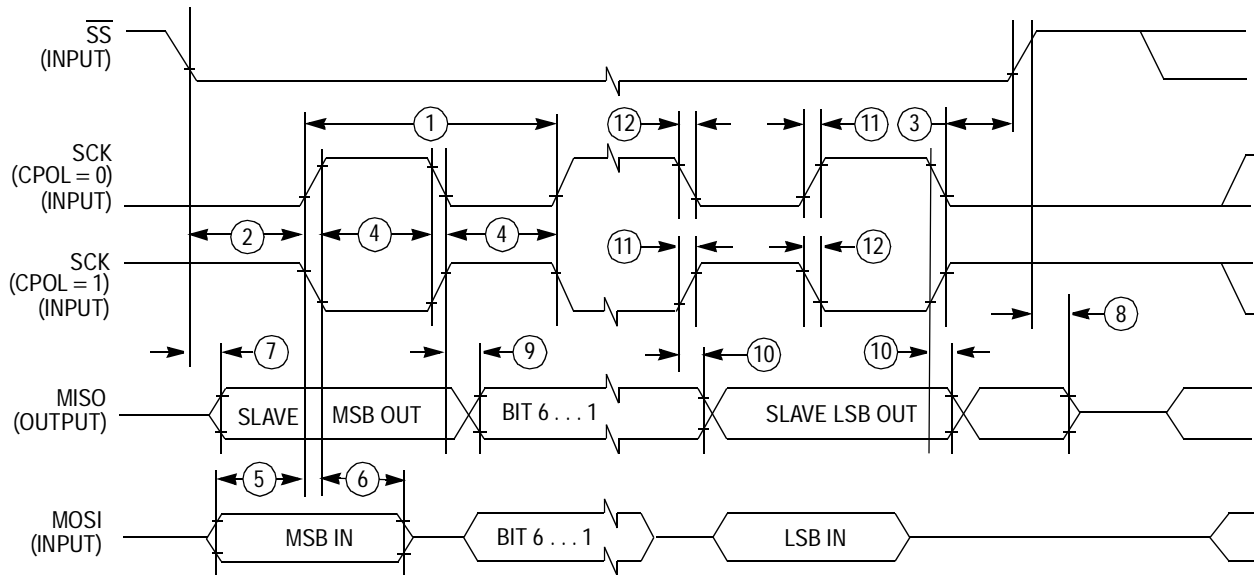 SS
(INPUT)
1
12
11
3
SCK
(CPOL = 0)
(INPUT)
2
4
4
11
12
SCK
(CPOL = 1)
(INPUT)
7
9
10
10
8
MISO
(OUTPUT)
SLAVE MSB OUT
BIT 6 . . . 1
SLAVE LSB OUT
5
6
MOSI
(INPUT)
MSB IN
BIT 6 . . . 1
LSB IN